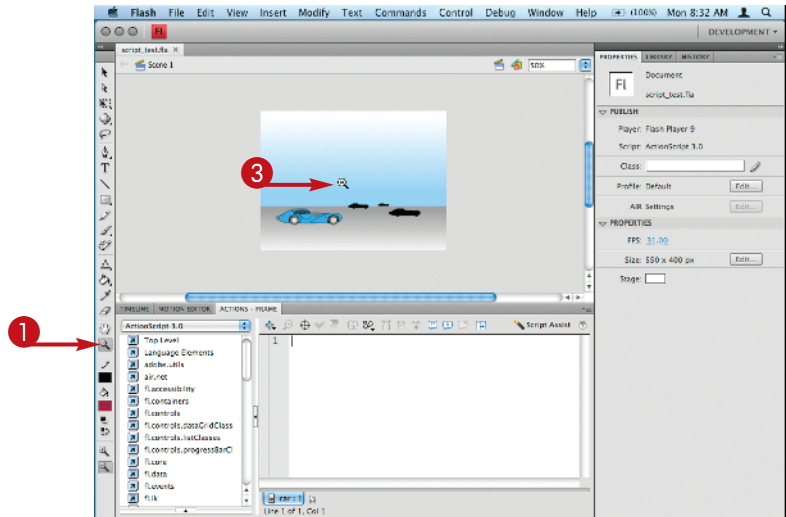 Flash File Edit View Insert Modify Text Commands Control Debug Window Help (100%) Mon 8:32 AM
FL
DEVELOPMENT
script_test.fla ×
Scene 1
50%
PROPERTIES LIBRARY HISTORY
Fl
Document
script_test.fla
PUBLISH
Player: Flash Player 9
Script: ActionScript 3.0
Class:
Profile: Default Edit...
AIR Settings Edit...
PROPERTIES
FPS: 31.00
Size: 550 x 400 px Edit...
Stage:
3
1
T
TIMELINE MOTION EDITOR ACTIONS - FRAME
ActionScript 3.0
Script Assist
Top Level
Language Elements
adobe.utils
air.net
fl.accessibility
fl.containers
fl.controls
fl.controls.dataGridClass
fl.controls.listClasses
fl.controls.progressBarCl
fl.core
fl.data
fl.events
fl.ik
1
car : 1
Line 1 of 1, Col 1